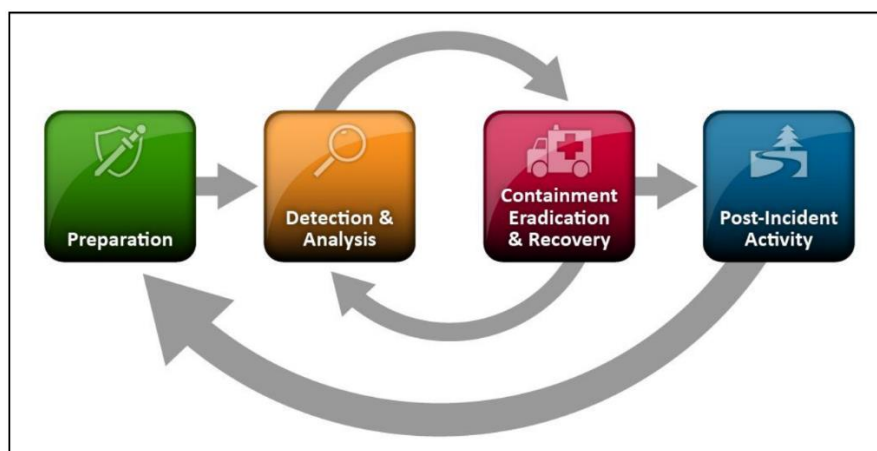 Preparation
Detection &
Analysis
Containment
Eradication
& Recovery
Post-Incident
Activity